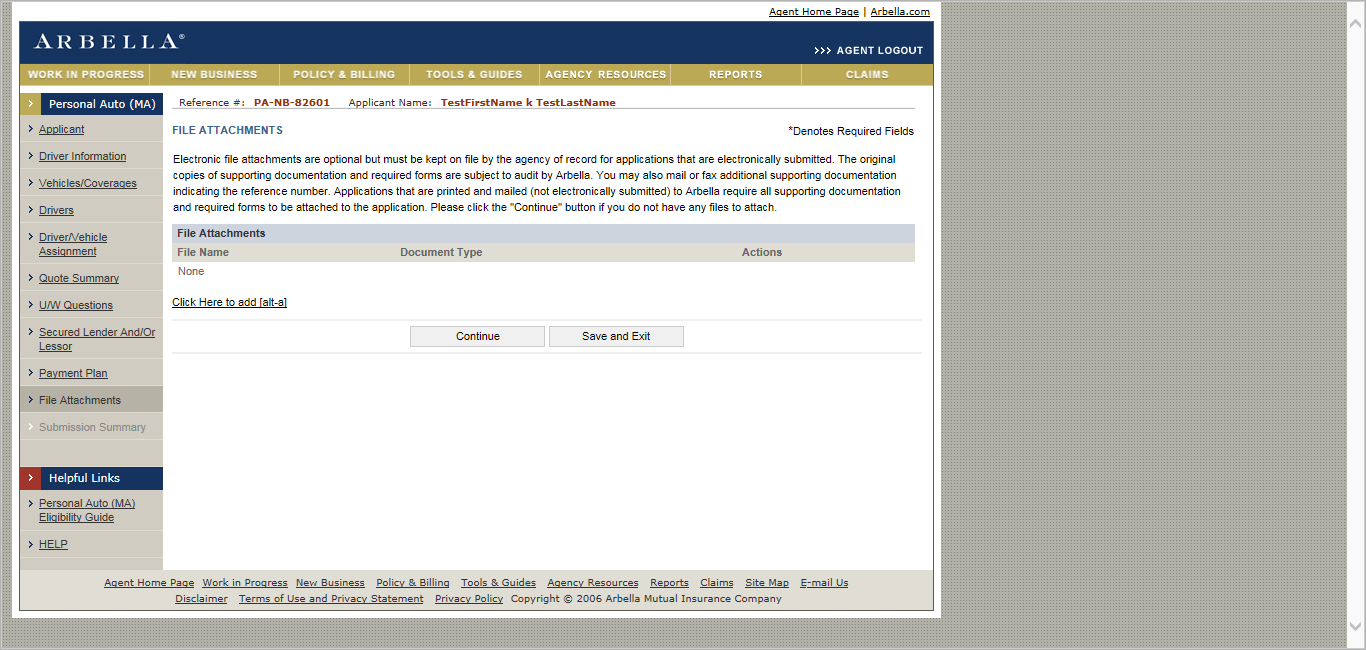 Agent Home Page | Arbella.com
ARBELLA®
>>> AGENT LOGOUT
WORK IN PROGRESS NEW BUSINESS POLICY & BILLING TOOLS & GUIDES AGENCY RESOURCES REPORTS CLAIMS
Personal Auto (MA)
Applicant
Driver Information
Vehicles/Coverages
Drivers
Driver/Vehicle
Assignment
Quote Summary
U/W Questions
Secured Lender And/Or
Lessor
Payment Plan
File Attachments
Submission Summary
Helpful Links
Personal Auto (MA)
Eligibility Guide
HELP
Reference #: PA-NB-82601 Applicant Name: TestFirstName k TestLastName
FILE ATTACHMENTS
*Denotes Required Fields
Electronic file attachments are optional but must be kept on file by the agency of record for applications that are electronically submitted. The original
copies of supporting documentation and required forms are subject to audit by Arbella. You may also mail or fax additional supporting documentation
indicating the reference number. Applications that are printed and mailed (not electronically submitted) to Arbella require all supporting documentation
and required forms to be attached to the application. Please click the "Continue" button if you do not have any files to attach.
File Attachments
File Name Document Type Actions
None
Click Here to add [alt-a]
Continue Save and Exit
Agent Home Page Work in Progress New Business Policy & Billing Tools & Guides Agency Resources Reports Claims Site Map E-mail Us
Disclaimer Terms of Use and Privacy Statement Privacy Policy Copyright © 2006 Arbella Mutual Insurance Company